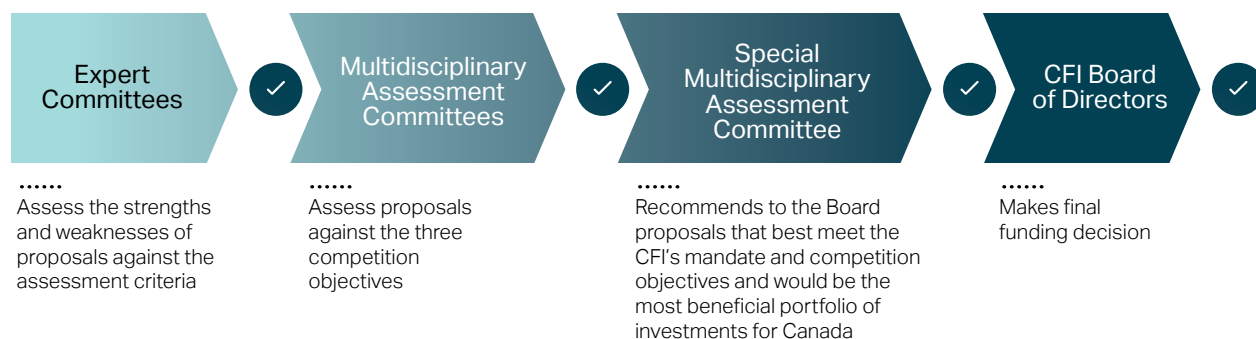 Expert
Committees
Multidisciplinary
Assessment
Committees
Special
Multidisciplinary
Assessment
Committee
CFI Board
of Directors
......
Assess the strengths
and weaknesses of
proposals against the
assessment criteria
......
Assess proposals
against the three
competition
objectives
......
Recommends to the Board
proposals that best meet the
CFI's mandate and competition
objectives and would be the
most beneficial portfolio of
investments for Canada
......
Makes final
funding decision